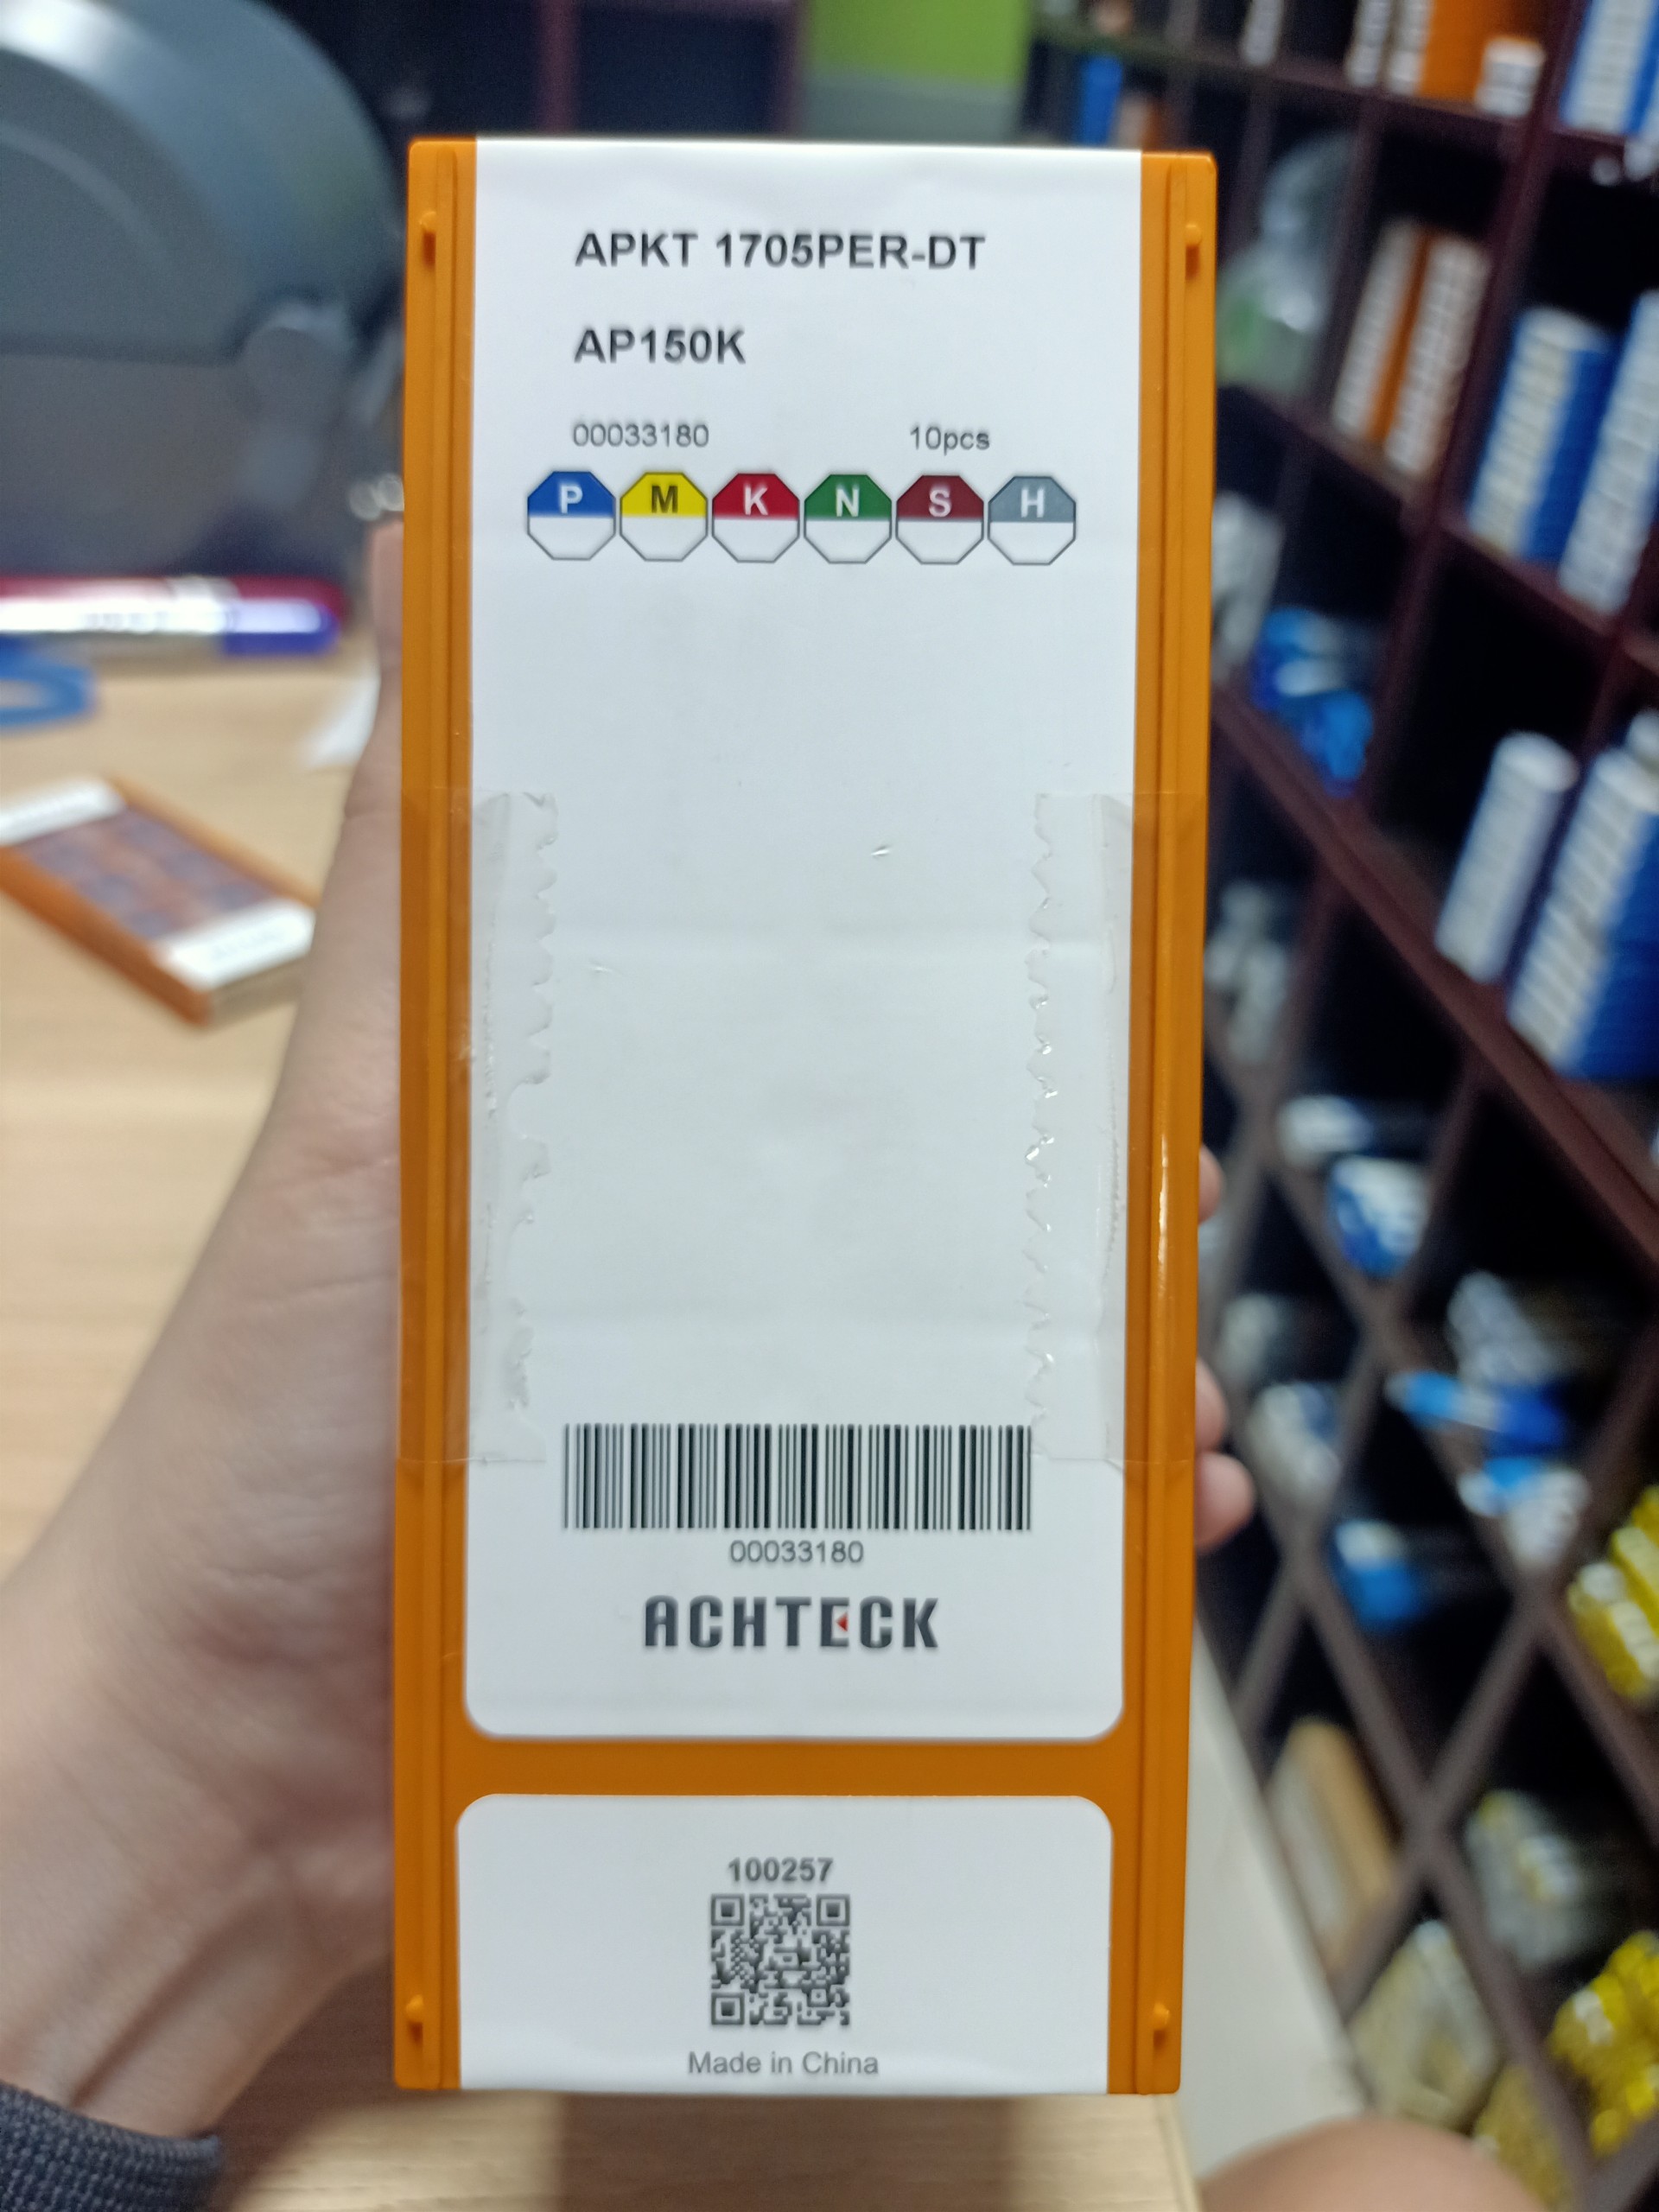 APKT 1705PER-DT
AP150K
00033180 10pcs
P M K N S H
00033180
ACHTECK
100257
Made in China